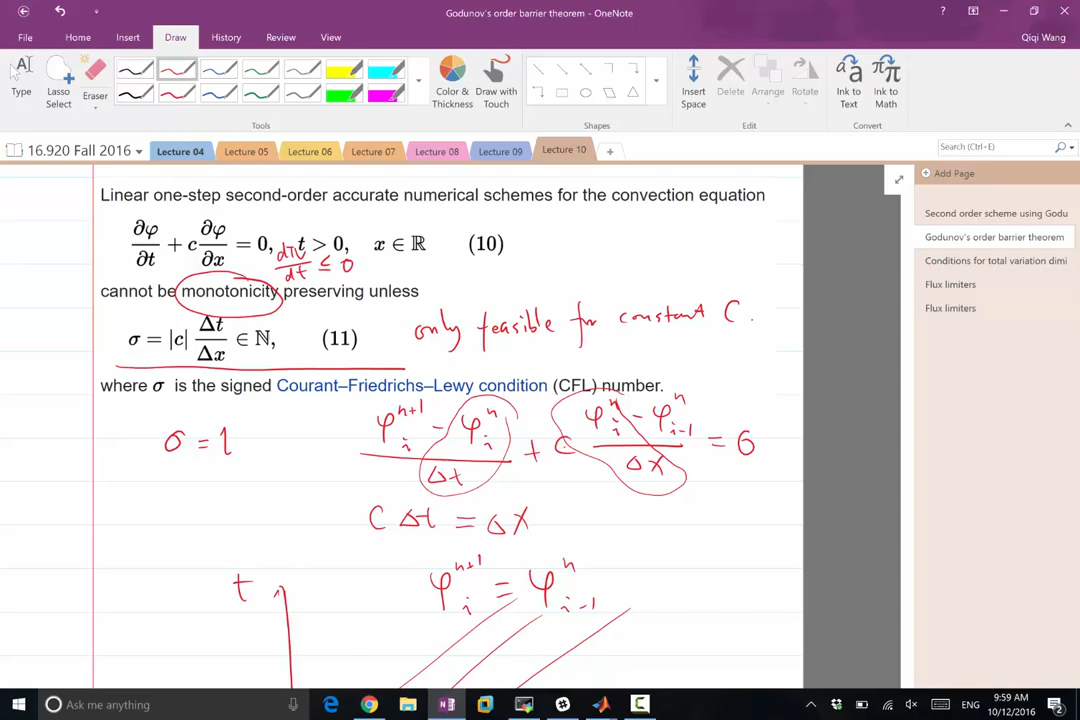 Godunov's order barrier theorem - OneNote
?
File Home Insert Draw History Review View
Qiqi Wang
Type
Lasso Select
Eraser
Color & Thickness
Draw with Touch
Insert Space
Delete
Arrange
Rotate
Ink to Text
Ink to Math
Tools
Shapes
Edit
Convert
16.920 Fall 2016 Lecture 04 Lecture 05 Lecture 06 Lecture 07 Lecture 08 Lecture 09 Lecture 10 +
Search (Ctrl+E)
Add Page
Second order scheme using Godu
Godunov's order barrier theorem
Conditions for total variation dimi
Flux limiters
Flux limiters
Linear one-step second-order accurate numerical schemes for the convection equation
∂φ/∂t + c ∂φ/∂x = 0, t > 0, x ∈ ℝ (10)
dTV/dt ≤ 0
cannot be monotonicity preserving unless
σ = |c| Δt/Δx ∈ ℕ, (11)
only feasible for constant C.
where σ is the signed Courant–Friedrichs–Lewy condition (CFL) number.
σ = 1
(φ_i^{n+1} - φ_i^n)/Δt + C (φ_i^n - φ_{i-1}^n)/Δx = 0
C Δt = Δx
φ_i^{n+1} = φ_{i-1}^n
t
Ask me anything
ENG
9:59 AM
10/12/2016
2